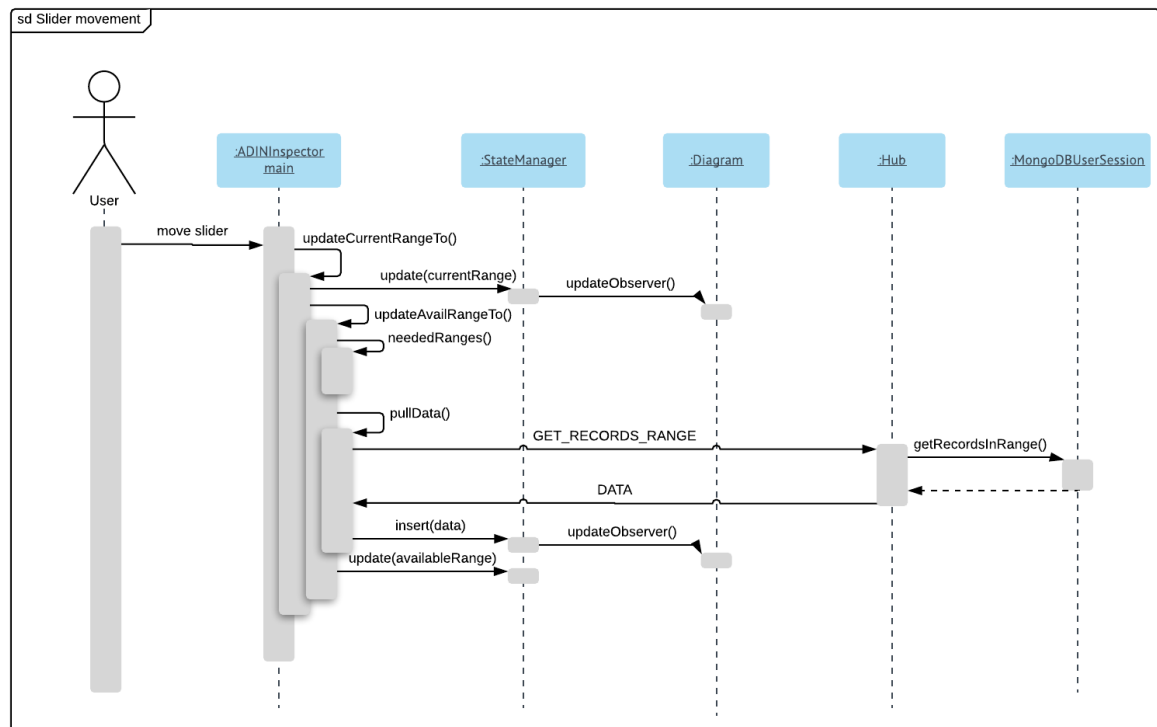 sd Slider movement
:ADINInspector
main
:StateManager
:Diagram
:Hub
:MongoDBUserSession
User
move slider
updateCurrentRangeTo()
update(currentRange)
updateObserver()
updateAvailRangeTo()
neededRanges()
pullData()
GET_RECORDS_RANGE
getRecordsInRange()
DATA
insert(data)
updateObserver()
update(availableRange)